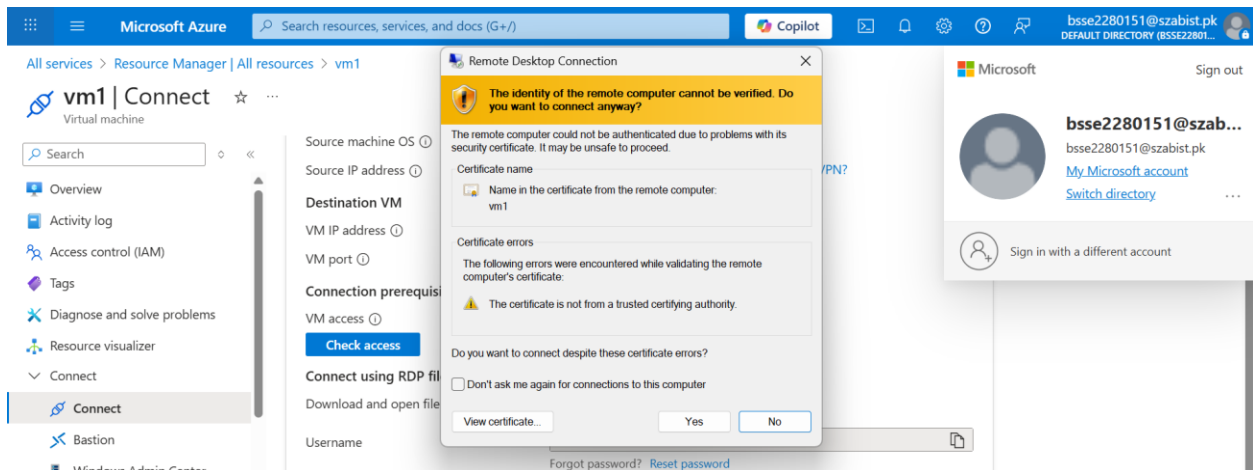 Microsoft Azure
Search resources, services, and docs (G+/)
Copilot
bsse2280151@szabist.pk
DEFAULT DIRECTORY (BSSE22801...
All services > Resource Manager | All resources > vm1
vm1 | Connect
Virtual machine
Search
Overview
Activity log
Access control (IAM)
Tags
Diagnose and solve problems
Resource visualizer
Connect
Connect
Bastion
Windows Admin Center
Source machine OS
Source IP address
/PN?
Destination VM
VM IP address
VM port
Connection prerequisi
VM access
Check access
Connect using RDP fil
Download and open file
Username
Forgot password? Reset password
Remote Desktop Connection
The identity of the remote computer cannot be verified. Do
you want to connect anyway?
The remote computer could not be authenticated due to problems with its
security certificate. It may be unsafe to proceed.
Certificate name
Name in the certificate from the remote computer:
vm1
Certificate errors
The following errors were encountered while validating the remote
computer's certificate:
The certificate is not from a trusted certifying authority.
Do you want to connect despite these certificate errors?
Don't ask me again for connections to this computer
View certificate...
Yes
No
Microsoft
Sign out
bsse2280151@szab...
bsse2280151@szabist.pk
My Microsoft account
Switch directory
...
Sign in with a different account